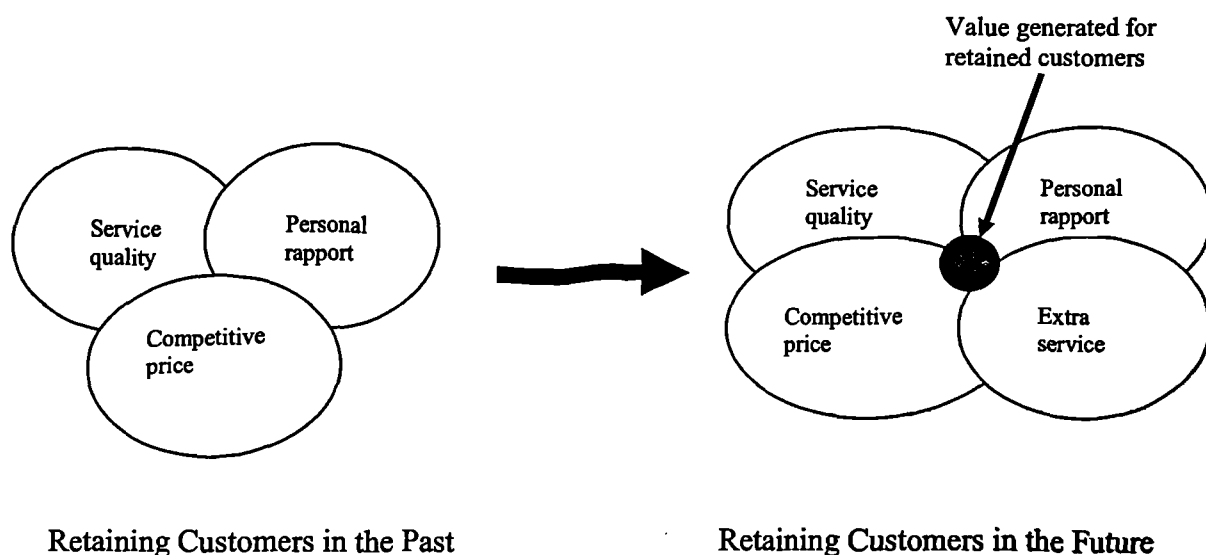 Value generated for
retained customers
Service
quality
Personal
rapport
Competitive
price
Service
quality
Personal
rapport
Competitive
price
Extra
service
Retaining Customers in the Past
Retaining Customers in the Future